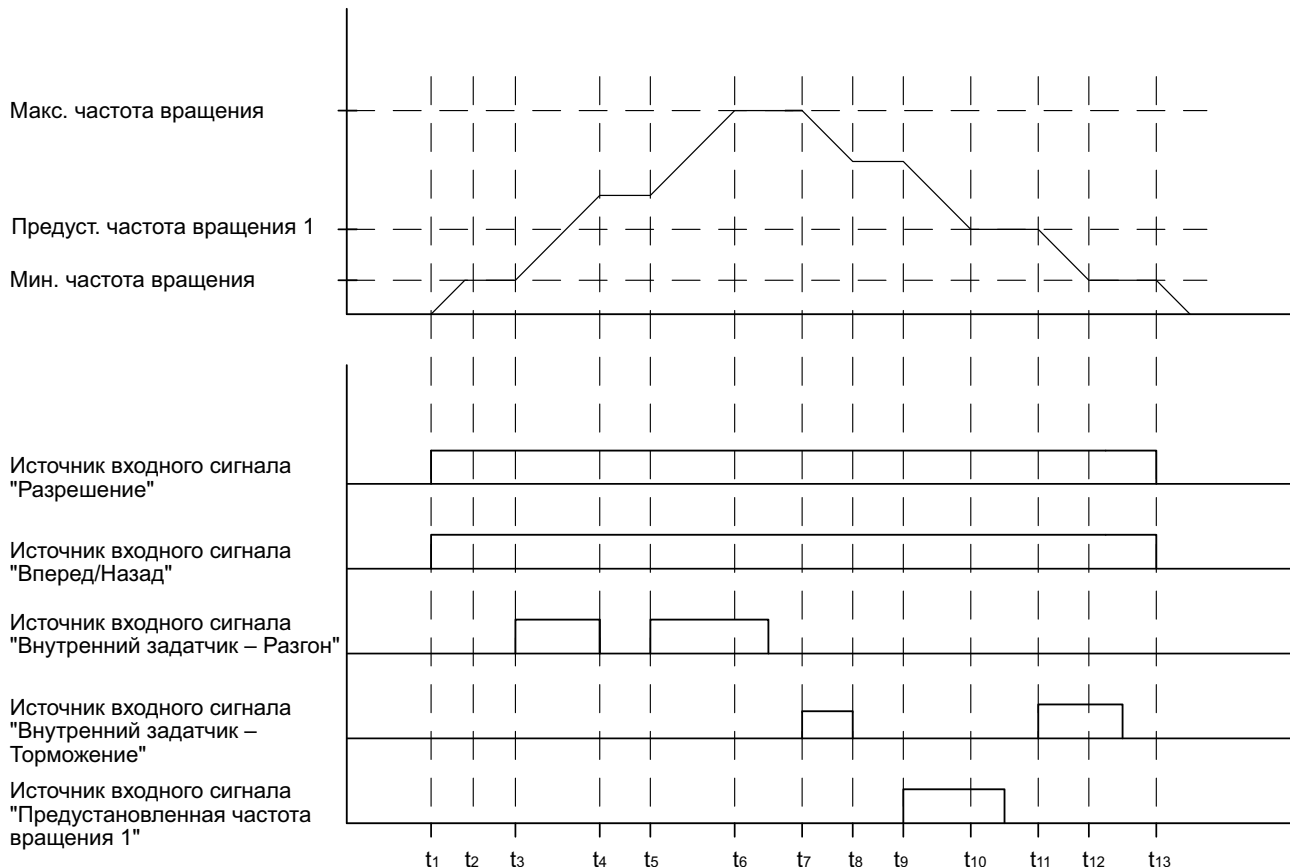 Макс. частота вращения
Предуст. частота вращения 1
Мин. частота вращения
Источник входного сигнала
"Разрешение"
Источник входного сигнала
"Вперед/Назад"
Источник входного сигнала
"Внутренний задатчик – Разгон"
Источник входного сигнала
"Внутренний задатчик –
Торможение"
Источник входного сигнала
"Предустановленная частота
вращения 1"
t1 t2 t3 t4 t5 t6 t7 t8 t9 t10 t11 t12 t13